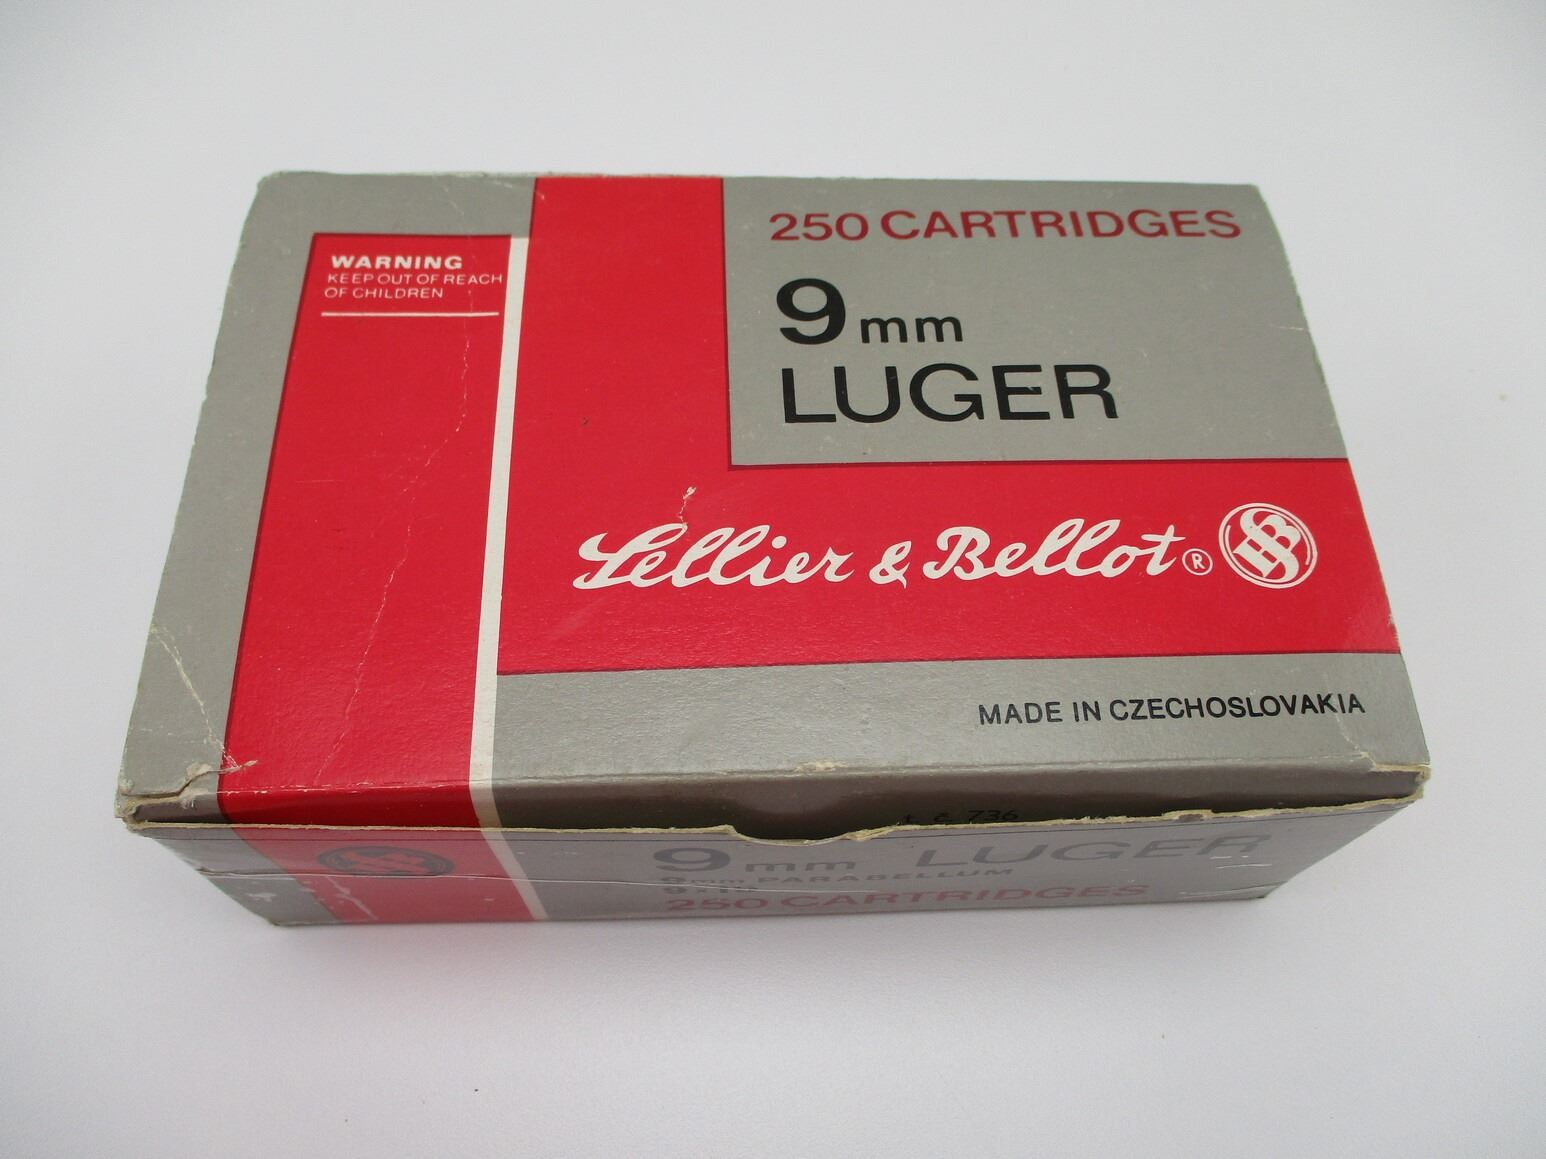 250 CARTRIDGES
9mm
LUGER
WARNING
KEEP OUT OF REACH
OF CHILDREN
Sellier & Bellot®
MADE IN CZECHOSLOVAKIA
736
9mm LUGER
9mm PARABELLUM
250 CARTRIDGES